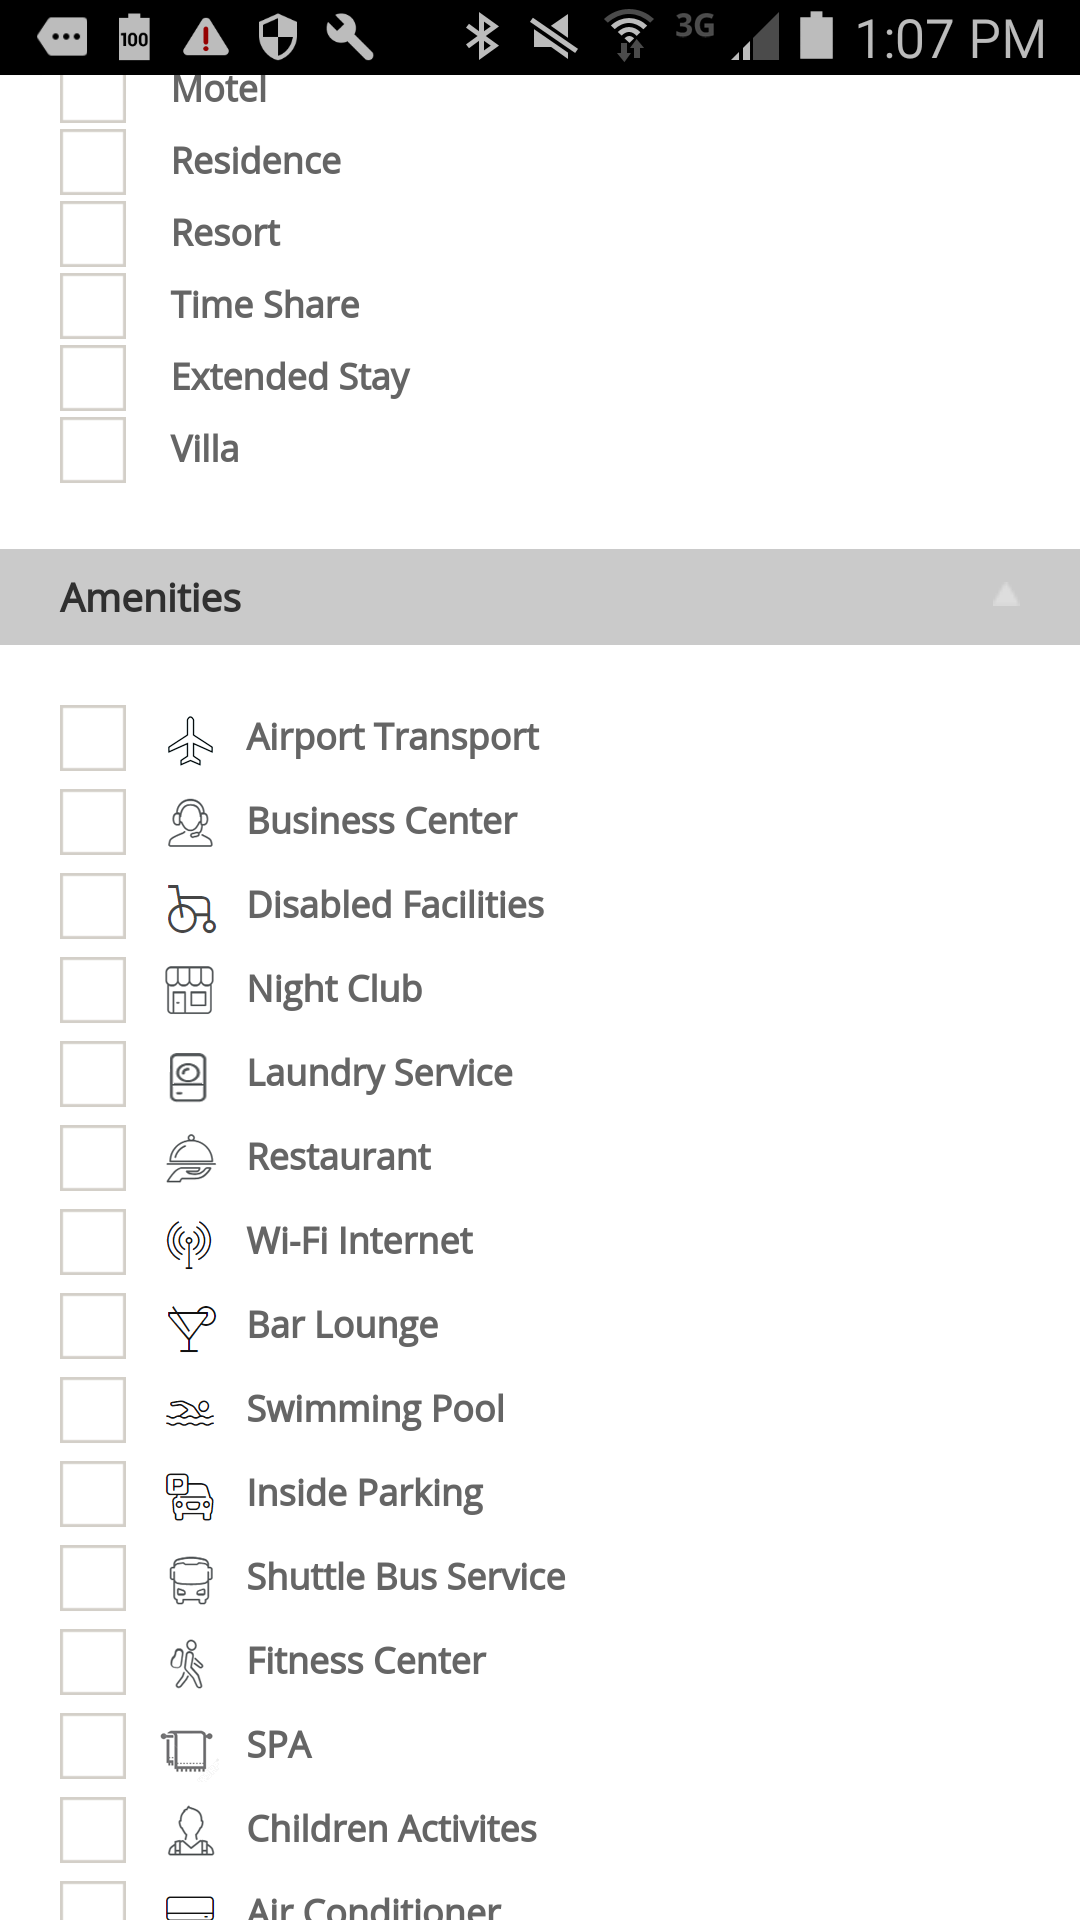 100 3G 1:07 PM
Motel
Residence
Resort
Time Share
Extended Stay
Villa
Amenities
Airport Transport
Business Center
Disabled Facilities
Night Club
Laundry Service
Restaurant
Wi-Fi Internet
Bar Lounge
Swimming Pool
P Inside Parking
Shuttle Bus Service
Fitness Center
SPA
Children Activites
Air Conditioner